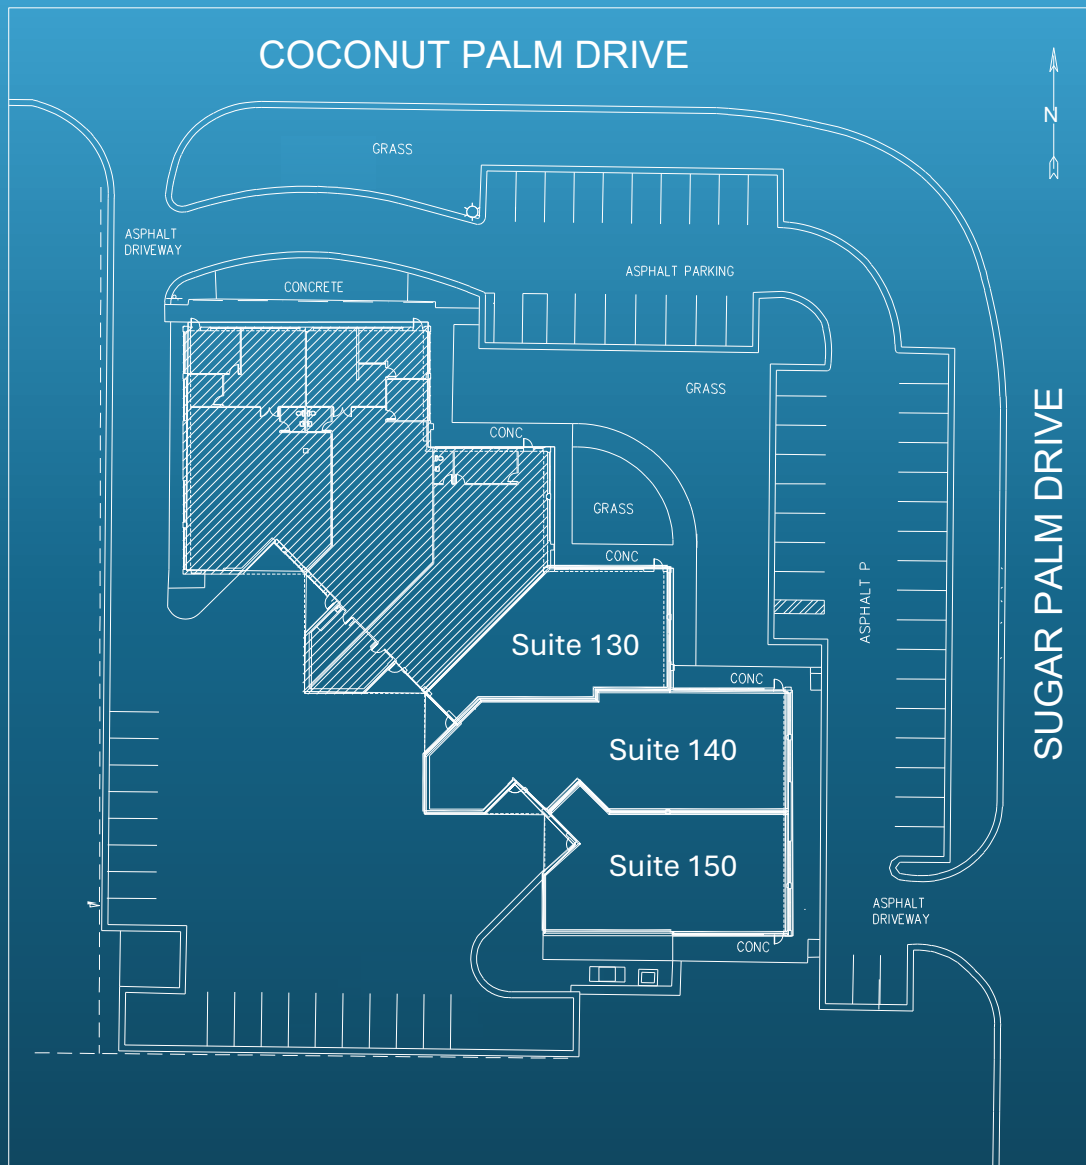 COCONUT PALM DRIVE
N
GRASS
ASPHALT
DRIVEWAY
ASPHALT PARKING
CONCRETE
GRASS
CONC
GRASS
CONC
SUGAR PALM DRIVE
ASPHALT P
Suite 130
CONC
Suite 140
Suite 150
ASPHALT
DRIVEWAY
CONC